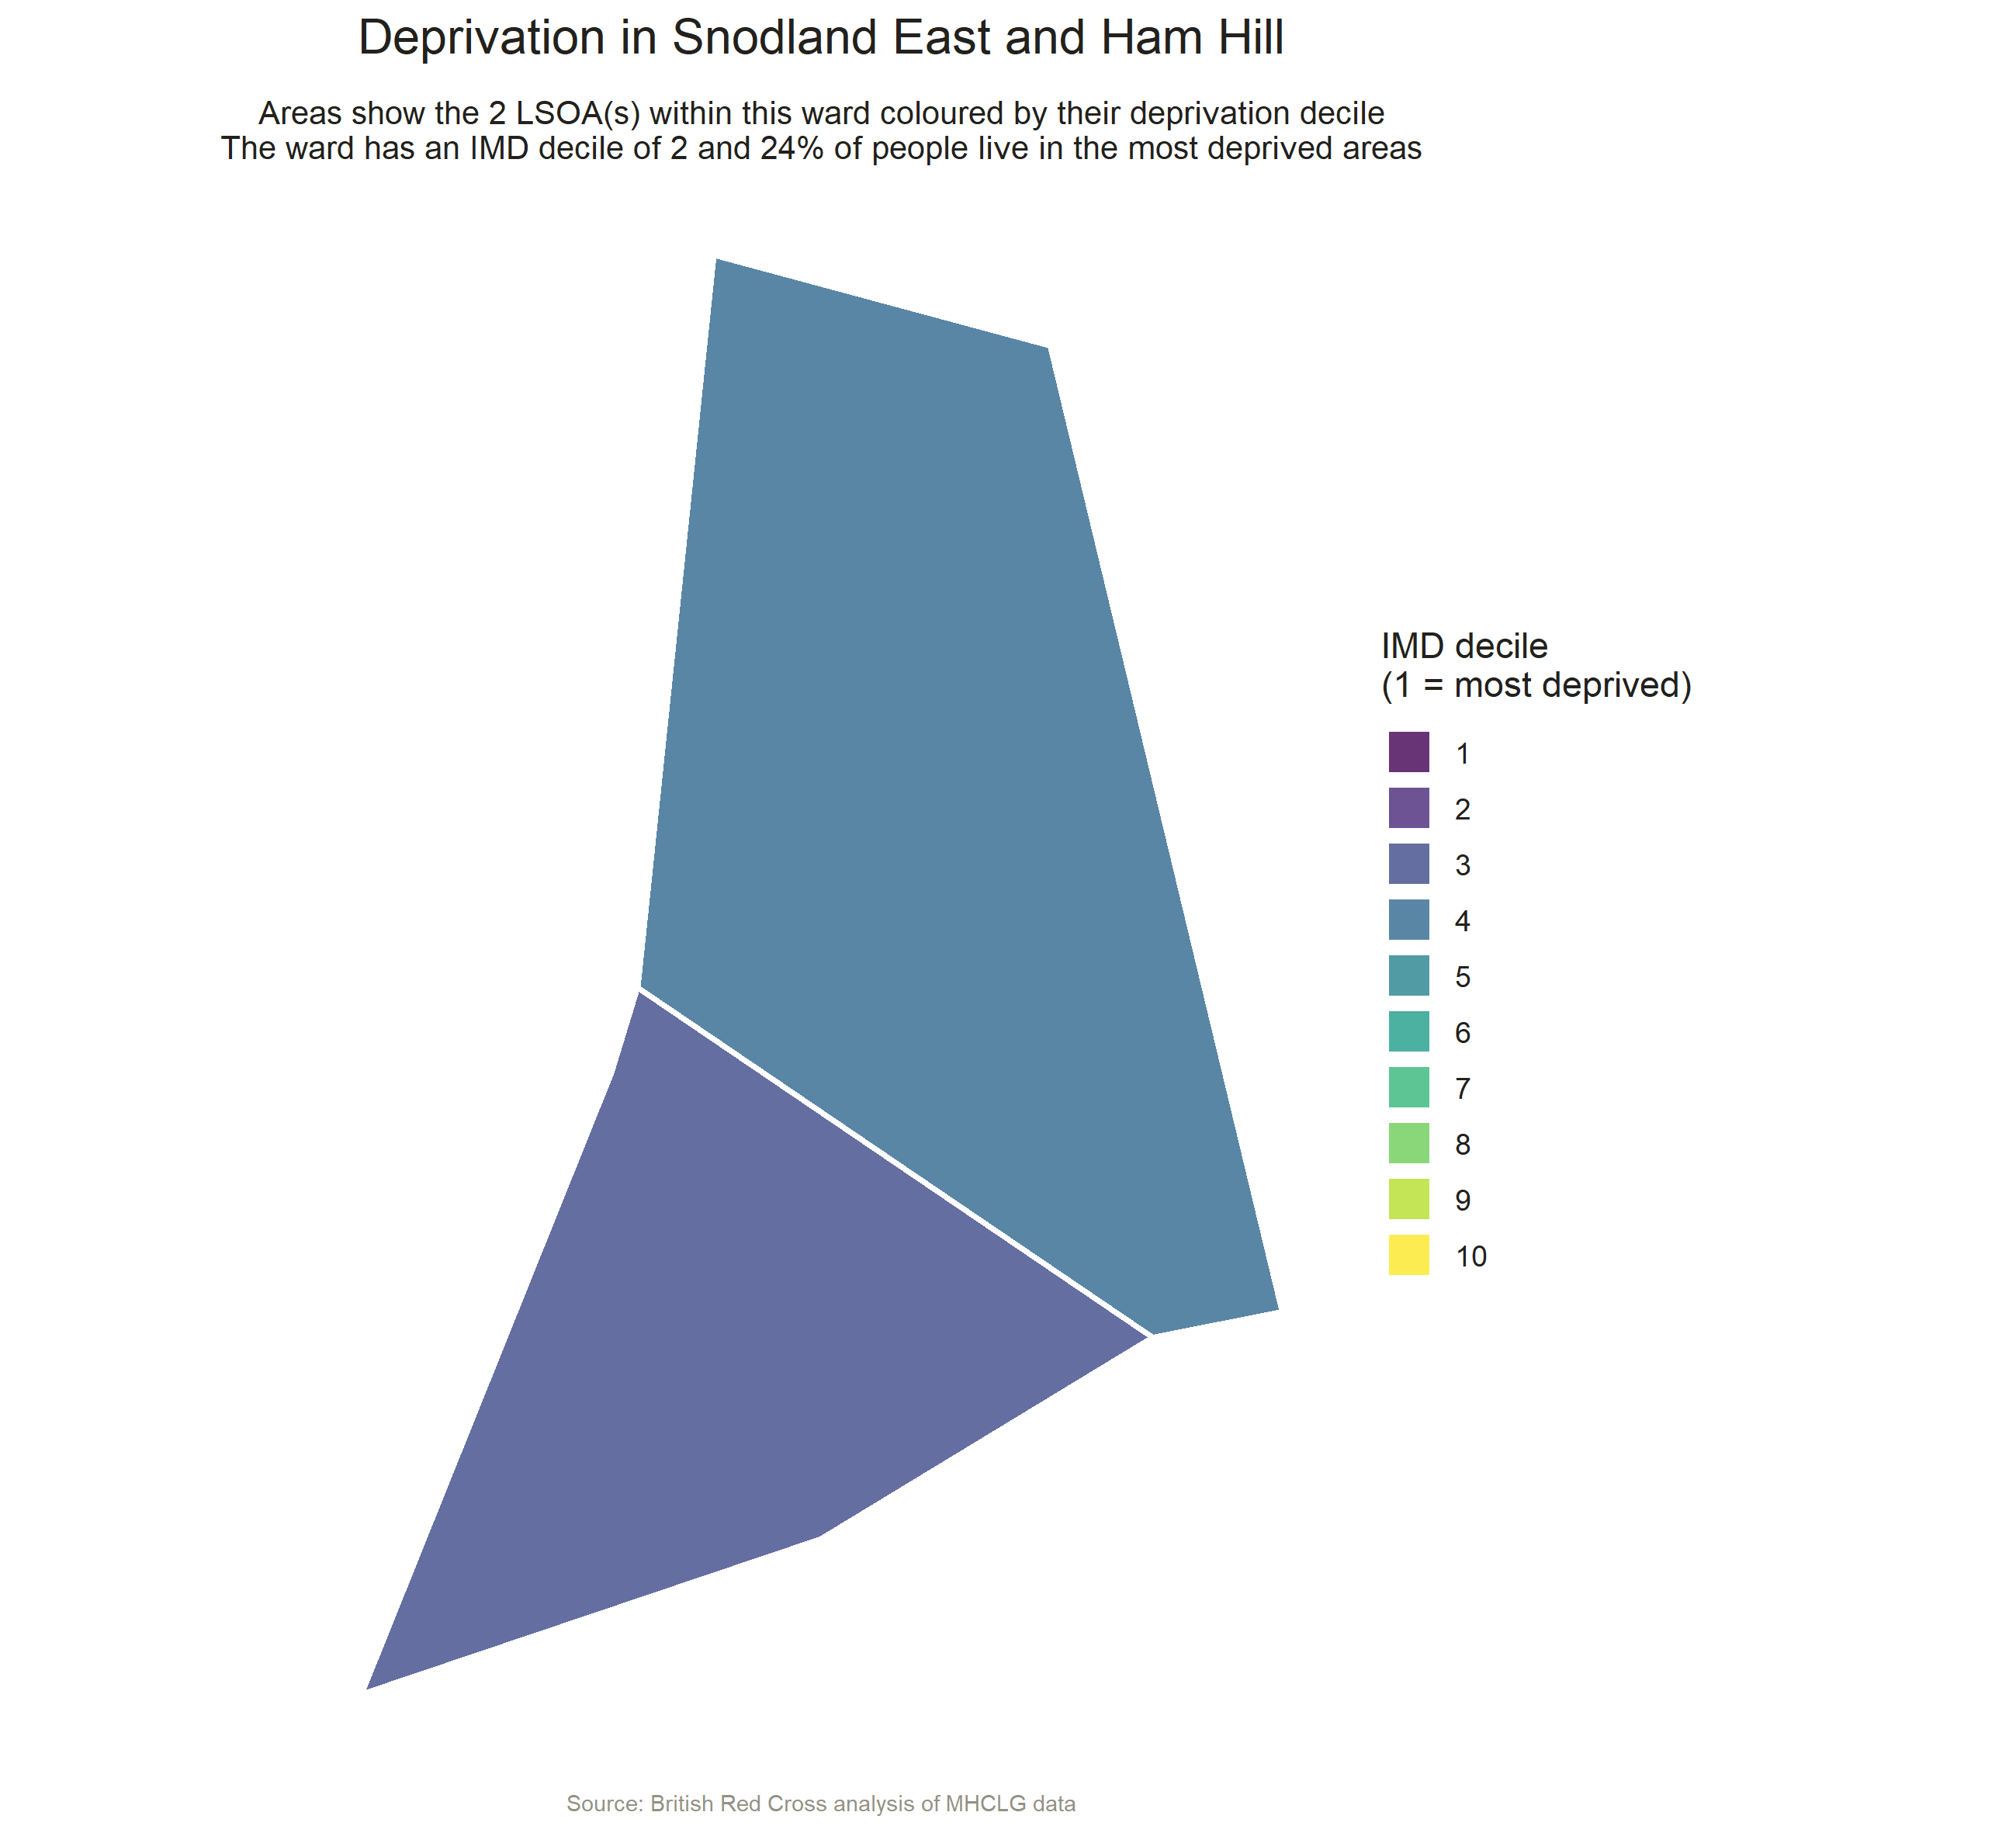 Deprivation in Snodland East and Ham Hill
Areas show the 2 LSOA(s) within this ward coloured by their deprivation decile
The ward has an IMD decile of 2 and 24% of people live in the most deprived areas
IMD decile
(1 = most deprived)
1
2
3
4
5
6
7
8
9
10
Source: British Red Cross analysis of MHCLG data